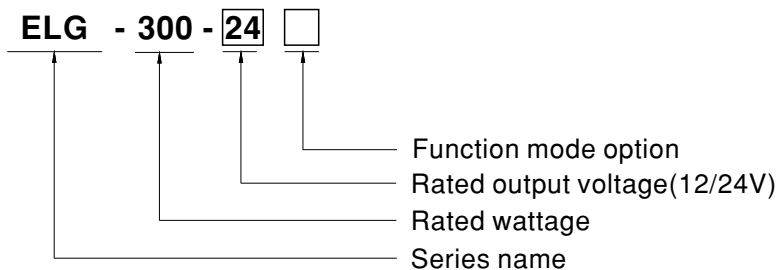 ELG - 300 - 24
Function mode option
Rated output voltage(12/24V)
Rated wattage
Series name